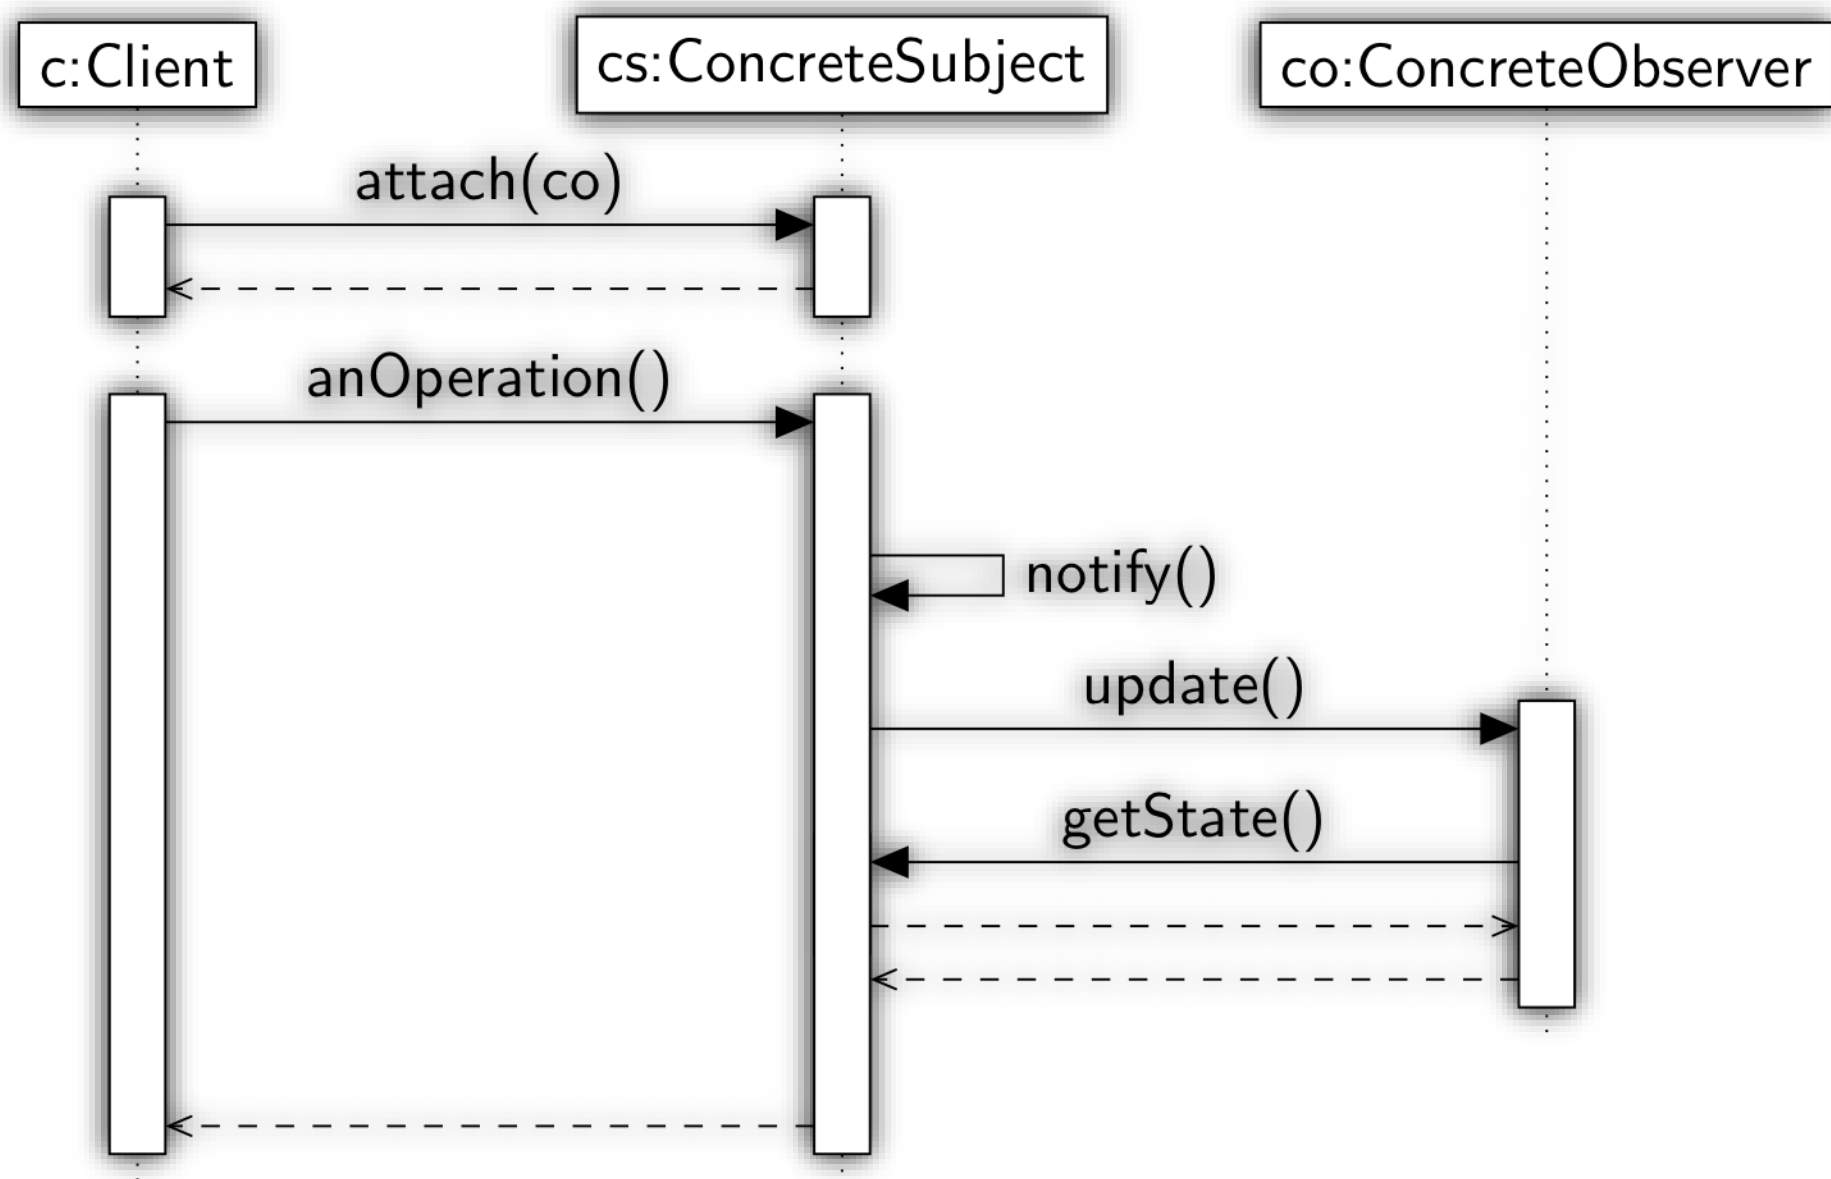 c:Client
cs:ConcreteSubject
co:ConcreteObserver
attach(co)
anOperation()
notify()
update()
getState()